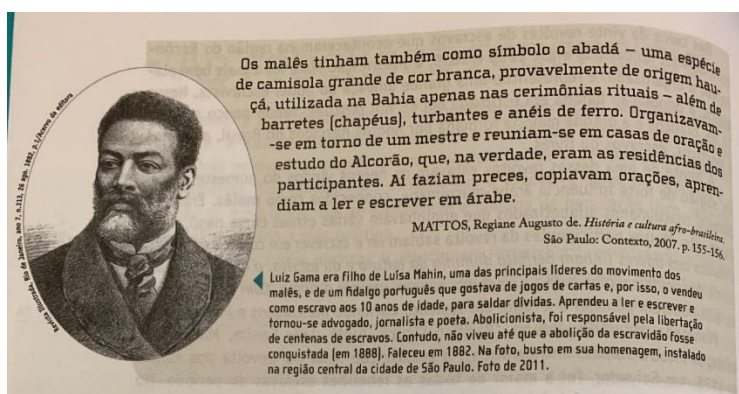 Os malês tinham também como símbolo o abadá – uma espécie
de camisola grande de cor branca, provavelmente de origem hau-
çá, utilizada na Bahia apenas nas cerimônias rituais – além de
barretes (chapéus), turbantes e anéis de ferro. Organizavam-
-se em torno de um mestre e reuniam-se em casas de oração e
estudo do Alcorão, que, na verdade, eram as residências dos
participantes. Aí faziam preces, copiavam orações, apren-
diam a ler e escrever em árabe.
MATTOS, Regiane Augusto de. História e cultura afro-brasileira.
São Paulo: Contexto, 2007. p. 155-156.
Revista Illustrada, Rio de Janeiro, ano 7, n.313, 26 ago. 1882, p.1/Acervo da editora
Luiz Gama era filho de Luísa Mahin, uma das principais líderes do movimento dos
malês, e de um fidalgo português que gostava de jogos de cartas e, por isso, o vendeu
como escravo aos 10 anos de idade, para saldar dívidas. Aprendeu a ler e escrever e
tornou-se advogado, jornalista e poeta. Abolicionista, foi responsável pela libertação
de centenas de escravos. Contudo, não viveu até que a abolição da escravidão fosse
conquistada (em 1888). Faleceu em 1882. Na foto, busto em sua homenagem, instalado
na região central da cidade de São Paulo. Foto de 2011.